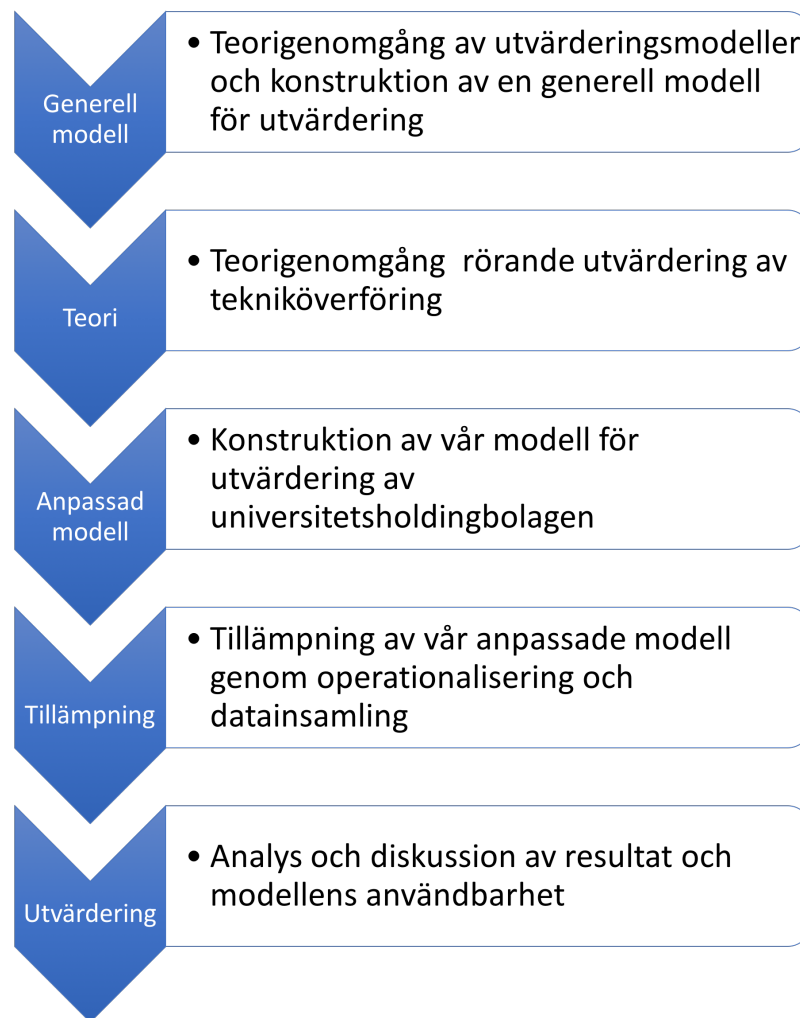 Generell
modell
• Teorigenomgång av utvärderingsmodeller
och konstruktion av en generell modell
för utvärdering
Teori
• Teorigenomgång  rörande utvärdering av
tekniköverföring
Anpassad
modell
• Konstruktion av vår modell för
utvärdering av
universitetsholdingbolagen
Tillämpning
• Tillämpning av vår anpassade modell
genom operationalisering och
datainsamling
Utvärdering
• Analys och diskussion av resultat och
modellens användbarhet